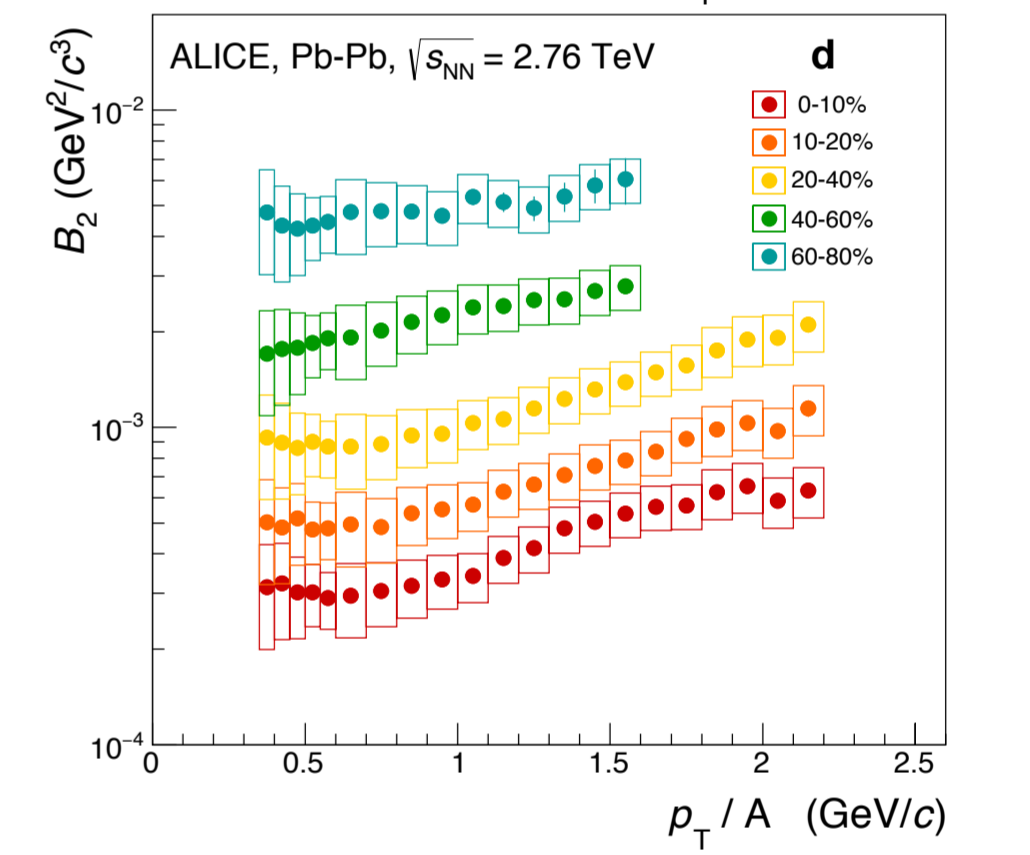 ALICE, Pb-Pb, √sNN = 2.76 TeV
d
0-10%
10-20%
20-40%
40-60%
60-80%
B2 (GeV²/c³)
10⁻²
10⁻³
10⁻⁴
0 0.5 1 1.5 2 2.5
pT / A (GeV/c)